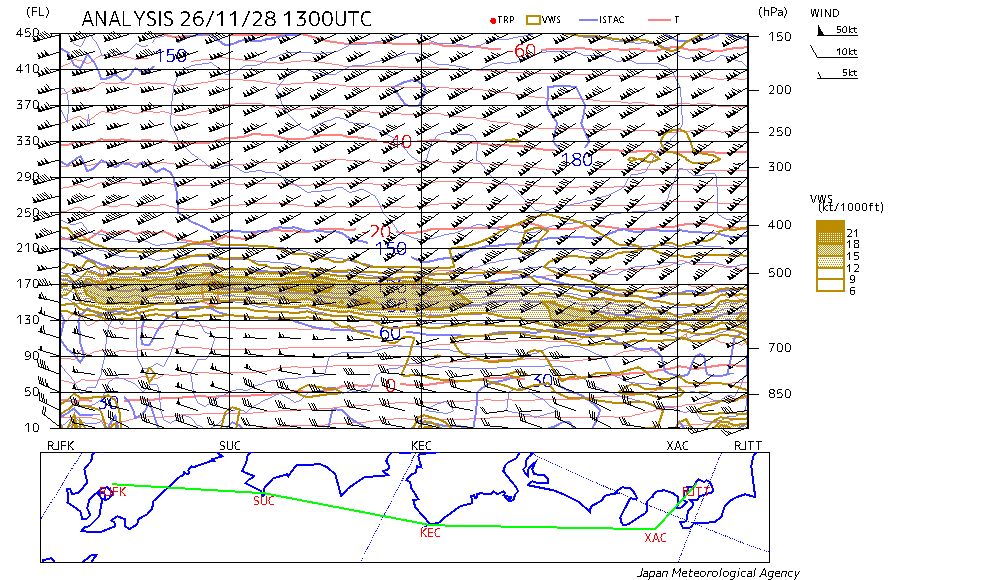 (FL) ANALYSIS 26/11/28 1300UTC TRP VWS ISTAC T (hPa) WIND
450 150 50kt
60 10kt
150
410 5kt
200
370
250
40
330
180 300
290
VWS
(kt/1000ft)
250 400
20 21
210 150 18
15
500 12
170 9
6
130
60
700
90
0 30
50 850
30
10
RJFK SUC KEC XAC RJTT
RJFK RJTT
SUC
KEC
XAC
Japan Meteorological Agency